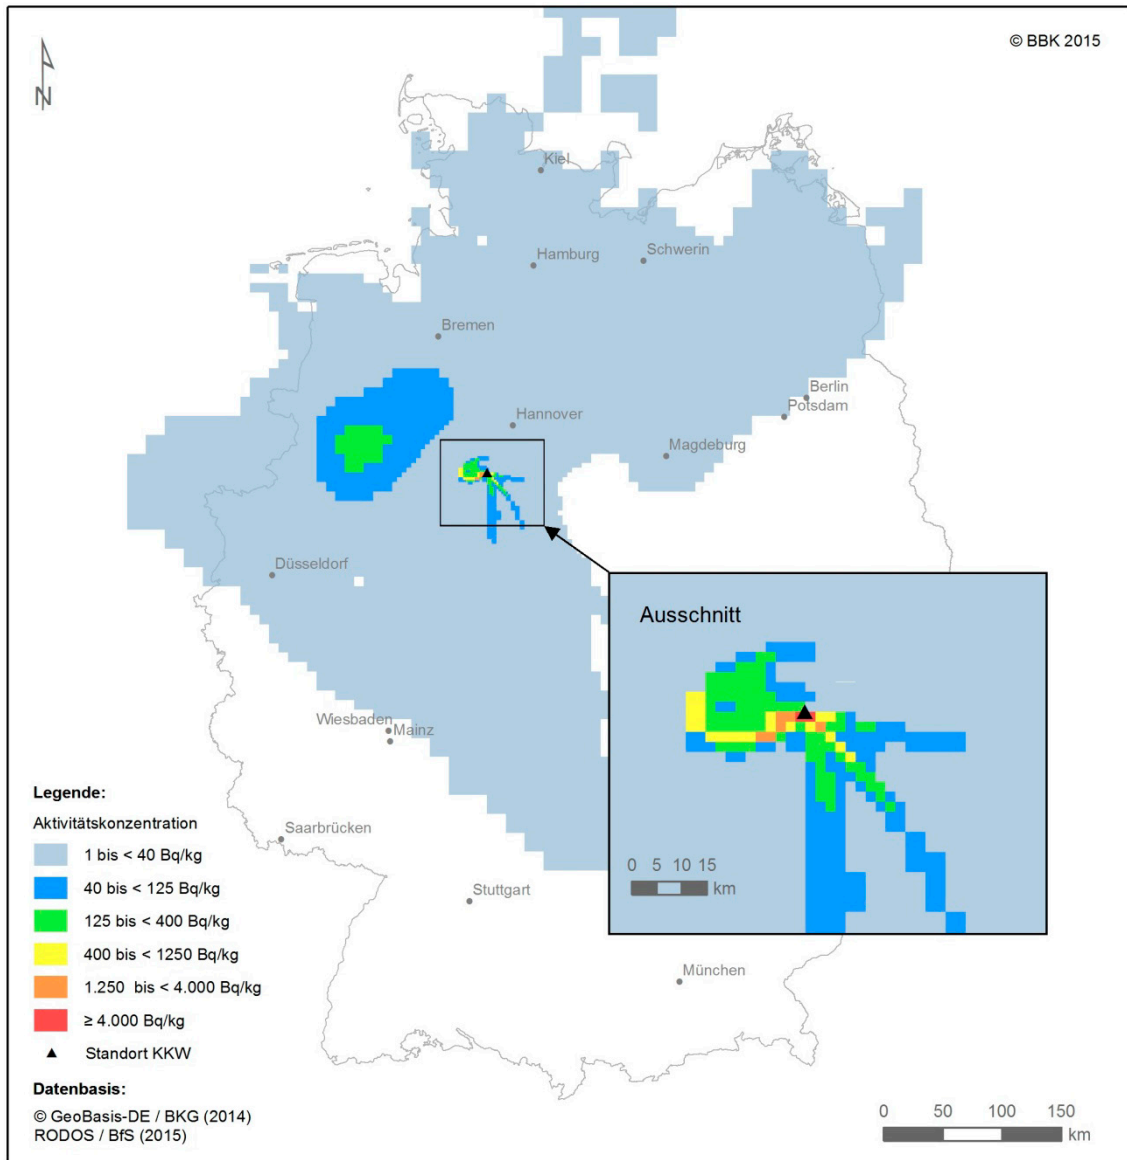 © BBK 2015
N
Kiel
Hamburg
Schwerin
Bremen
Berlin
Potsdam
Hannover
Magdeburg
Düsseldorf
Ausschnitt
Wiesbaden
Mainz
Saarbrücken
Stuttgart
München
0 5 10 15
km
Legende:
Aktivitätskonzentration
1 bis < 40 Bq/kg
40 bis < 125 Bq/kg
125 bis < 400 Bq/kg
400 bis < 1250 Bq/kg
1.250 bis < 4.000 Bq/kg
≥ 4.000 Bq/kg
Standort KKW
Datenbasis:
© GeoBasis-DE / BKG (2014)
RODOS / BfS (2015)
0 50 100 150
km